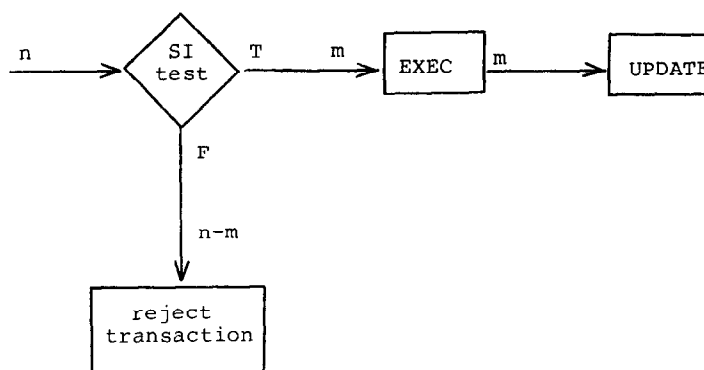 n
SI
test
T
m
EXEC
m
UPDATE
F
n-m
reject
transaction